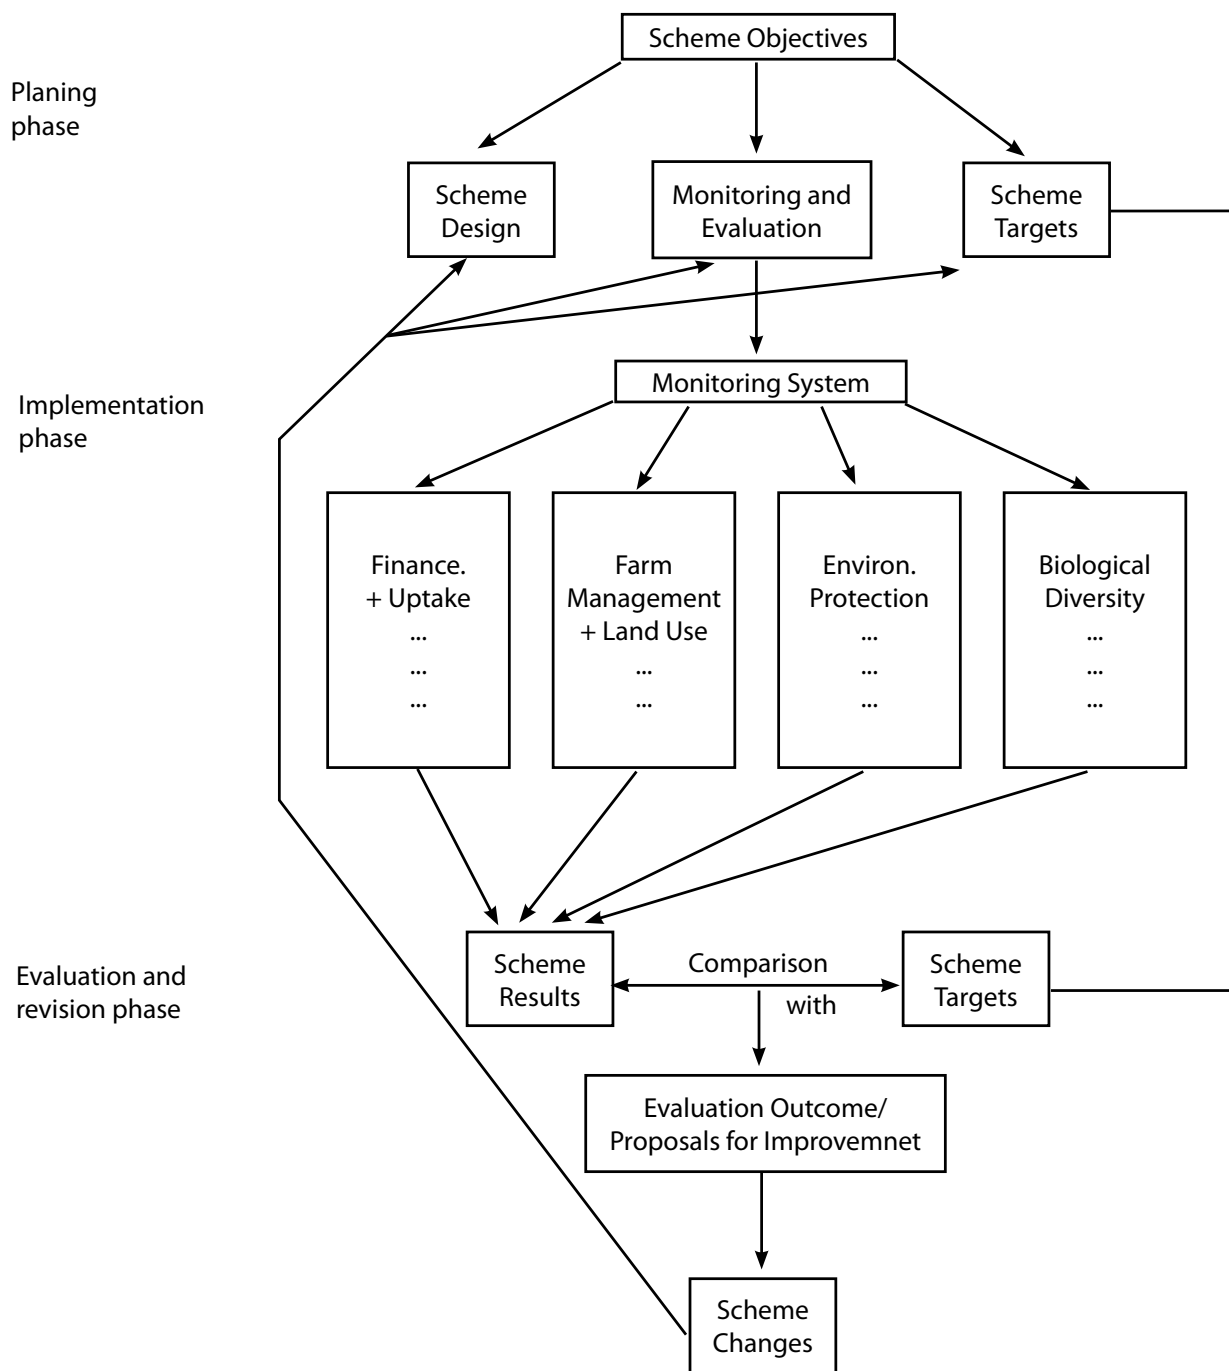 Scheme Objectives
Planing
phase
Scheme
Design
Monitoring and
Evaluation
Scheme
Targets
Monitoring System
Implementation
phase
Finance.
+ Uptake
...
...
...
Farm
Management
+ Land Use
...
...
Environ.
Protection
...
...
...
Biological
Diversity
...
...
...
Evaluation and
revision phase
Scheme
Results
Comparison
with
Scheme
Targets
Evaluation Outcome/
Proposals for Improvemnet
Scheme
Changes